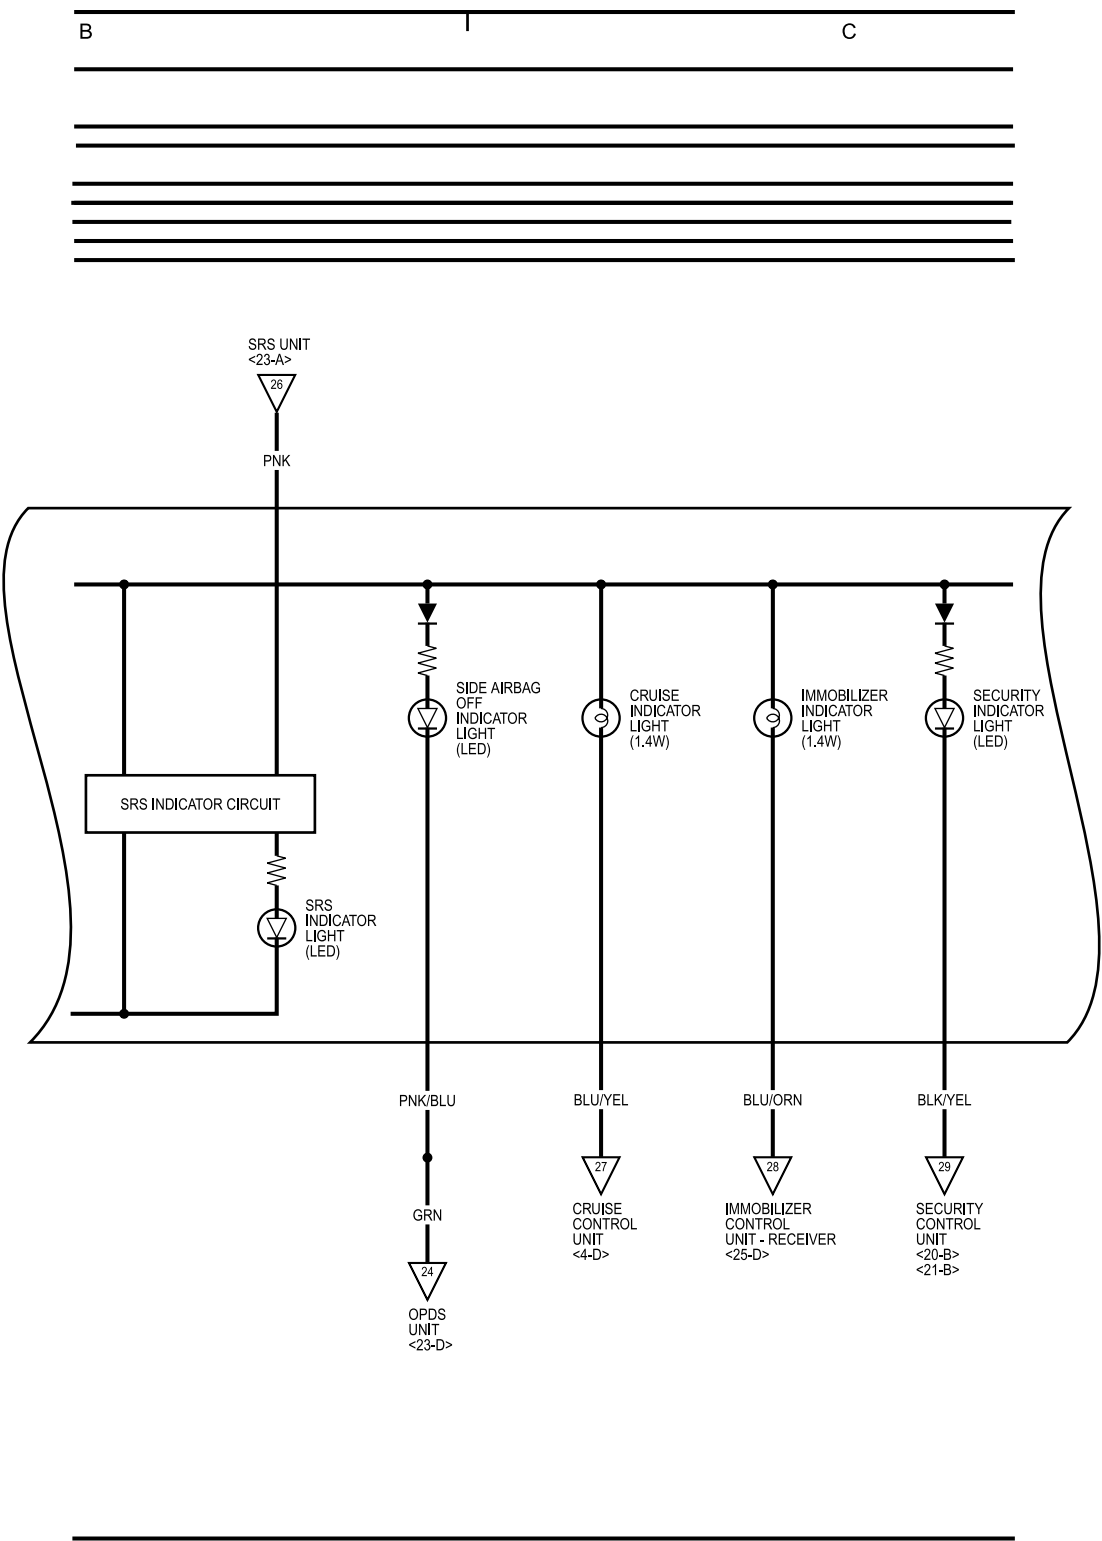 B
C
SRS UNIT
<23-A>
26
PNK
SIDE AIRBAG
OFF
INDICATOR
LIGHT
(LED)
CRUISE
INDICATOR
LIGHT
(1.4W)
IMMOBILIZER
INDICATOR
LIGHT
(1.4W)
SECURITY
INDICATOR
LIGHT
(LED)
SRS INDICATOR CIRCUIT
SRS
INDICATOR
LIGHT
(LED)
PNK/BLU
BLU/YEL
BLU/ORN
BLK/YEL
27
28
29
CRUISE
CONTROL
UNIT
<4-D>
IMMOBILIZER
CONTROL
UNIT - RECEIVER
<25-D>
SECURITY
CONTROL
UNIT
<20-B>
<21-B>
GRN
24
OPDS
UNIT
<23-D>